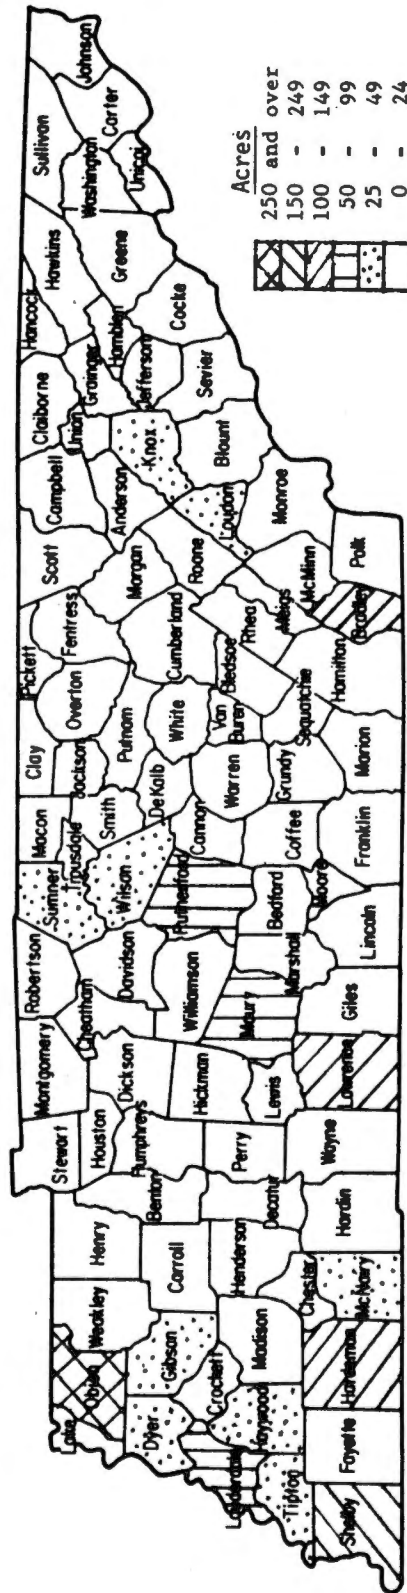 Acres
250 and over
150 - 249
100 - 149
50 - 99
25 - 49
0 - 24
Lake
Obion
Weakley
Henry
Stewart
Montgomery
Robertson
Sumner
Macon
Clay
Pickett
Scott
Campbell
Claiborne
Hancock
Hawkins
Sullivan
Johnson
Carter
Washington
Unicoi
Greene
Hamblen
Grainger
Union
Jefferson
Cocke
Sevier
Knox
Anderson
Blount
Loudon
Monroe
Roane
Morgan
Fentress
Overton
Jackson
Trousdale
Smith
Putnam
Cumberland
White
DeKalb
Wilson
Davidson
Cheatham
Dickson
Houston
Humphreys
Benton
Carroll
Gibson
Dyer
Crockett
Lauderdale
Haywood
Madison
Henderson
Decatur
Perry
Hickman
Lewis
Williamson
Maury
Rutherford
Cannon
Warren
Van
Buren
Bledsoe
Rhea
Meigs
McMinn
Polk
Bradley
Hamilton
Sequatchie
Grundy
Coffee
Bedford
Marshall
Moore
Marion
Franklin
Lincoln
Giles
Lawrence
Wayne
Hardin
Chester
McNairy
Hardeman
Fayette
Tipton
Shelby